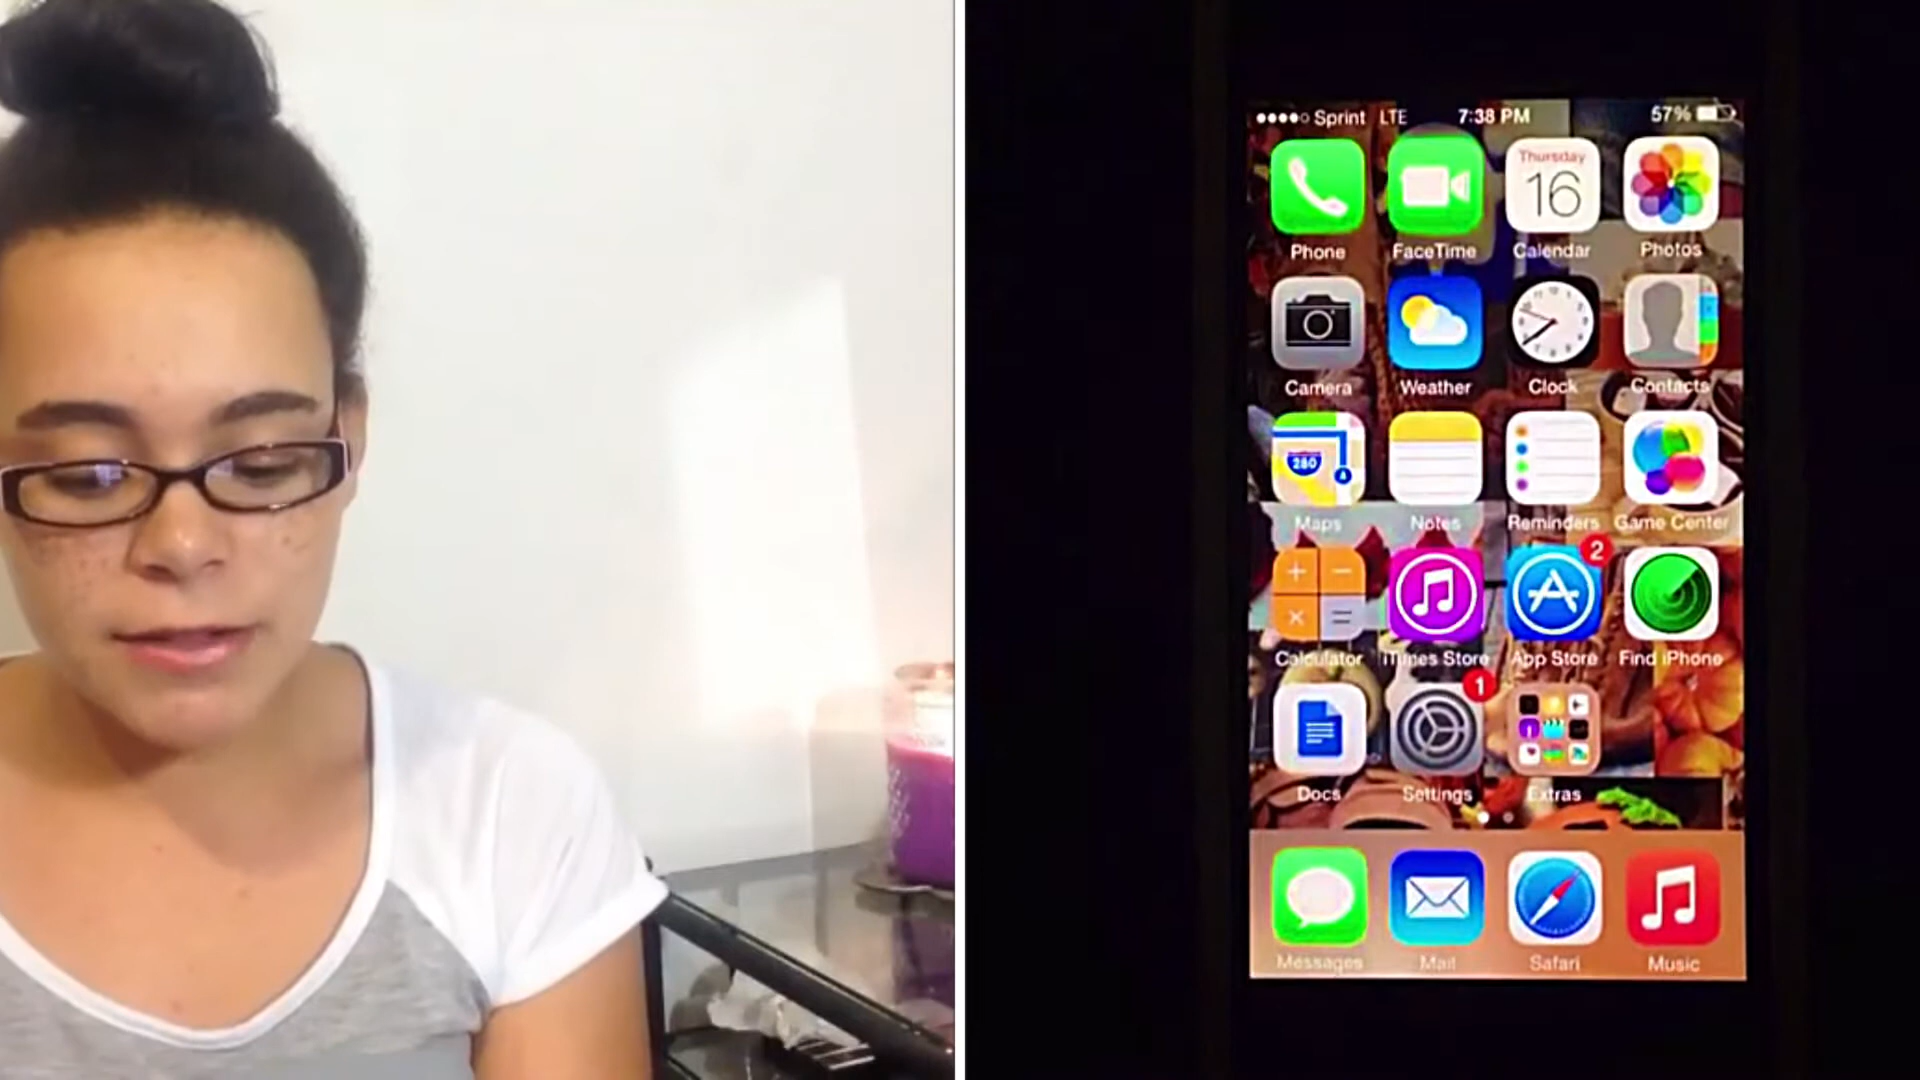 Sprint LTE 7:38 PM 57%
Thursday
16
Phone FaceTime Calendar Photos
Camera Weather Clock Contacts
280
Maps Notes Reminders Game Center
2
Calculator iTunes Store App Store Find iPhone
1
Docs Settings Extras
Messages Mail Safari Music